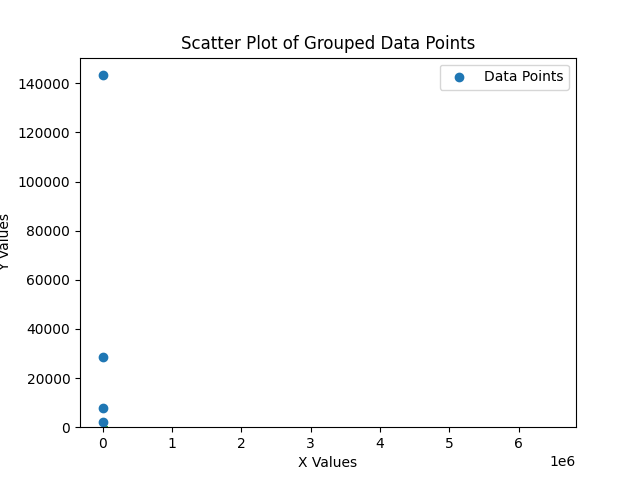 Scatter Plot of Grouped Data Points
Data Points
140000
120000
100000
80000
60000
40000
20000
0
Y Values
0 1 2 3 4 5 6
1e6
X Values